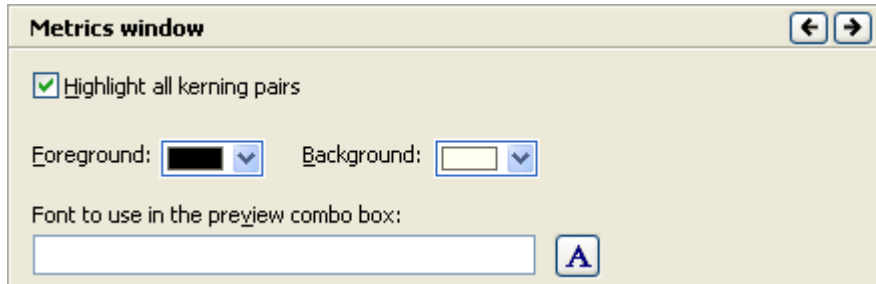 Metrics window
Highlight all kerning pairs
Foreground: Background:
Font to use in the preview combo box:
A